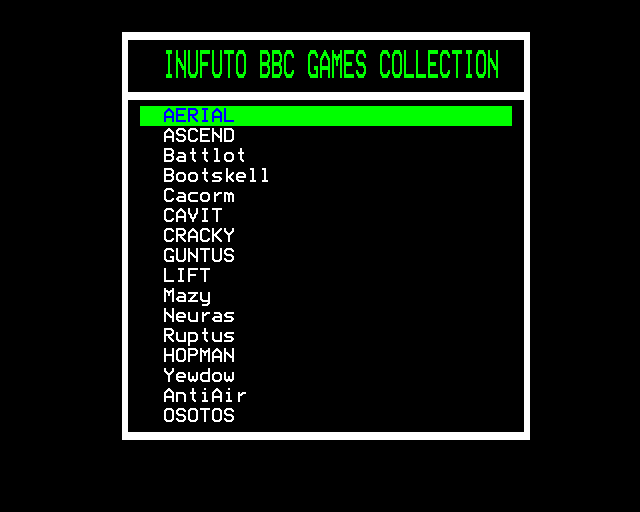 INUFUTO BBC GAMES COLLECTION
AERIAL
ASCEND
Battlot
Bootskell
Cacorm
CAVIT
CRACKY
GUNTUS
LIFT
Mazy
Neuras
Ruptus
HOPMAN
Yewdow
AntiAir
OSOTOS